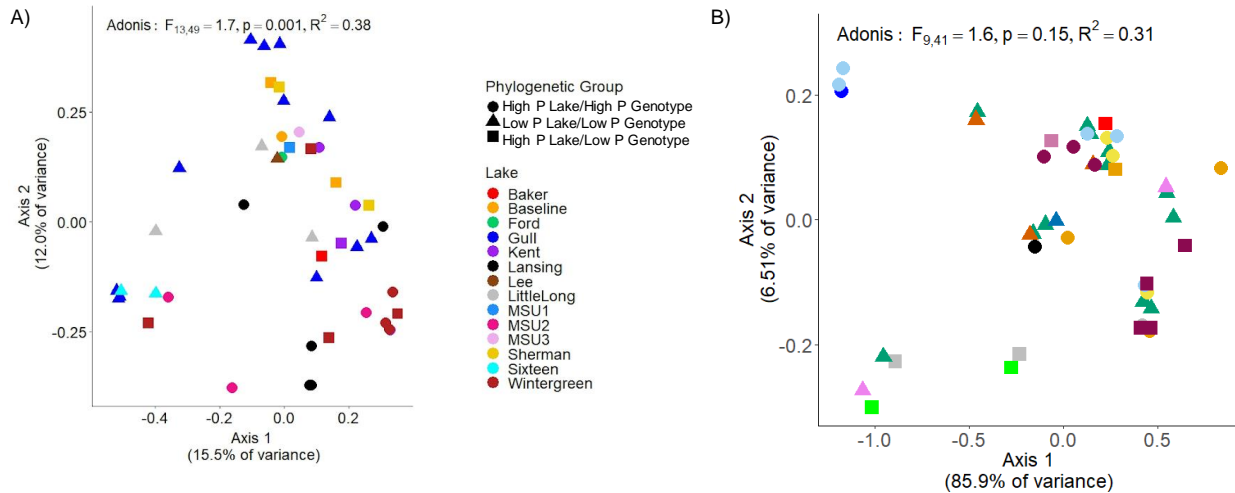 A)
Adonis : F13,49 = 1.7, p = 0.001, R2 = 0.38
0.25
0.00
-0.25
Axis 2
(12.0% of variance)
-0.4
-0.2
0.0
0.2
Axis 1
(15.5% of variance)
Phylogenetic Group
High P Lake/High P Genotype
Low P Lake/Low P Genotype
High P Lake/Low P Genotype
Lake
Baker
Baseline
Ford
Gull
Kent
Lansing
Lee
LittleLong
MSU1
MSU2
MSU3
Sherman
Sixteen
Wintergreen
B)
Adonis : F9,41 = 1.6, p = 0.15, R2 = 0.31
0.2
0.0
-0.2
Axis 2
(6.51% of variance)
-1.0
-0.5
0.0
0.5
Axis 1
(85.9% of variance)